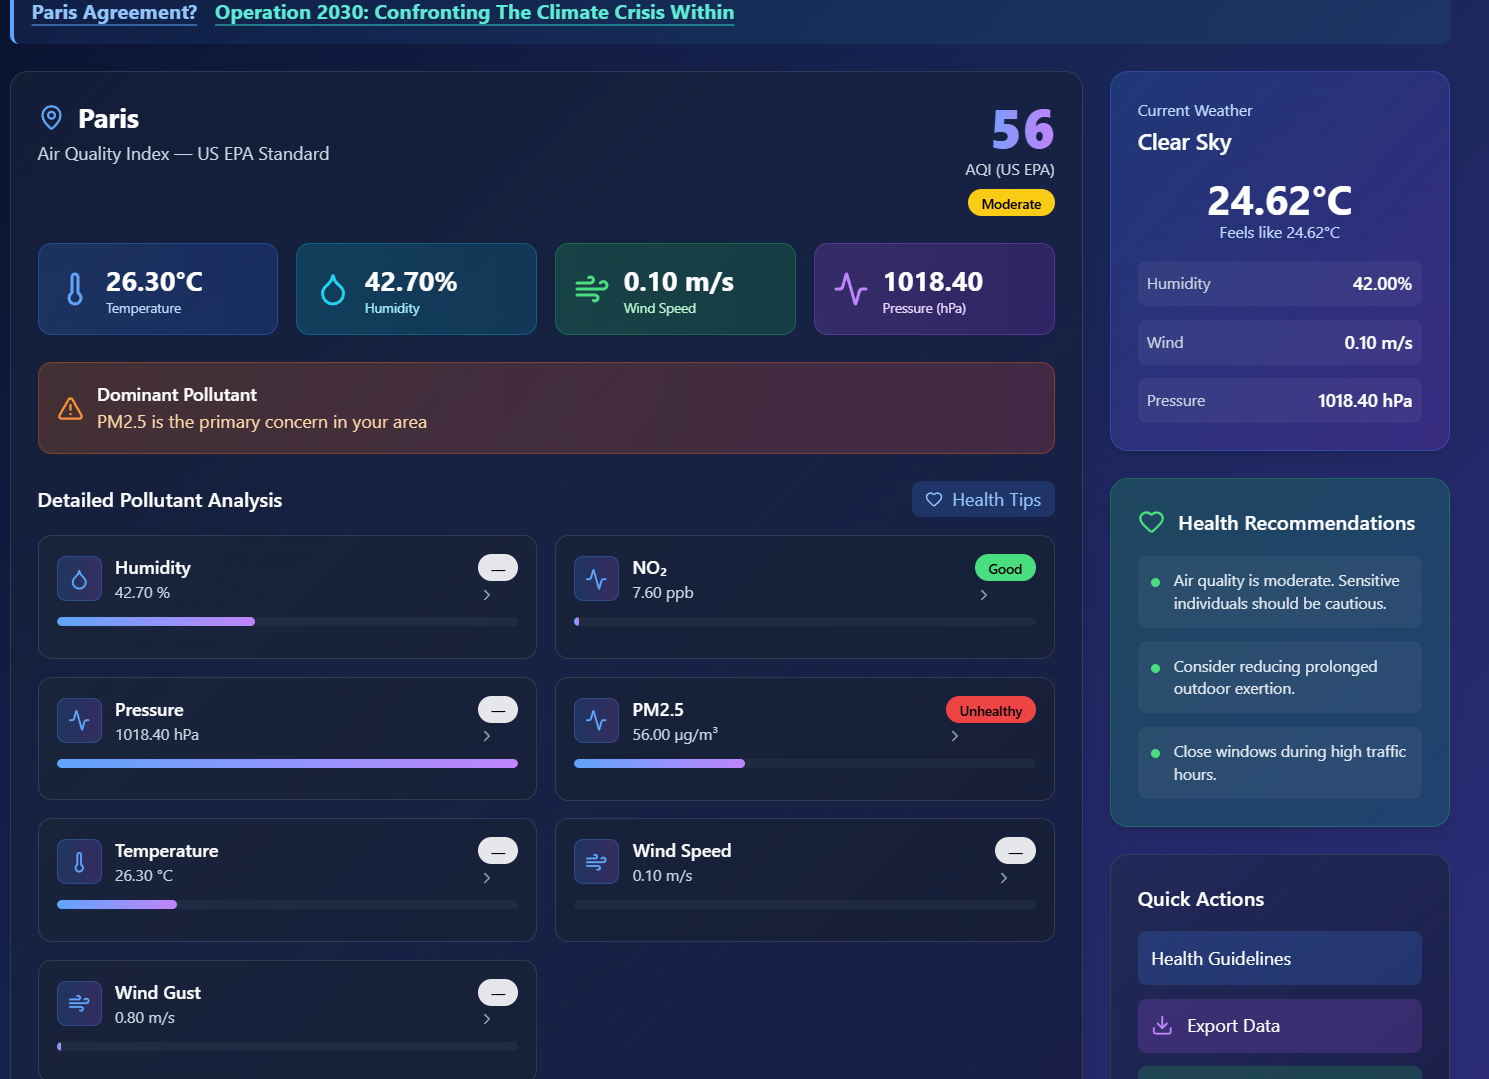 Paris Agreement? Operation 2030: Confronting The Climate Crisis Within
Paris
Air Quality Index — US EPA Standard
56
AQI (US EPA)
Moderate
26.30°C
Temperature
42.70%
Humidity
0.10 m/s
Wind Speed
1018.40
Pressure (hPa)
Dominant Pollutant
PM2.5 is the primary concern in your area
Detailed Pollutant Analysis
Health Tips
Humidity
42.70 %
—
NO₂
7.60 ppb
Good
Pressure
1018.40 hPa
—
PM2.5
56.00 µg/m³
Unhealthy
Temperature
26.30 °C
—
Wind Speed
0.10 m/s
—
Wind Gust
0.80 m/s
—
Current Weather
Clear Sky
24.62°C
Feels like 24.62°C
Humidity 42.00%
Wind 0.10 m/s
Pressure 1018.40 hPa
Health Recommendations
Air quality is moderate. Sensitive
individuals should be cautious.
Consider reducing prolonged
outdoor exertion.
Close windows during high traffic
hours.
Quick Actions
Health Guidelines
Export Data